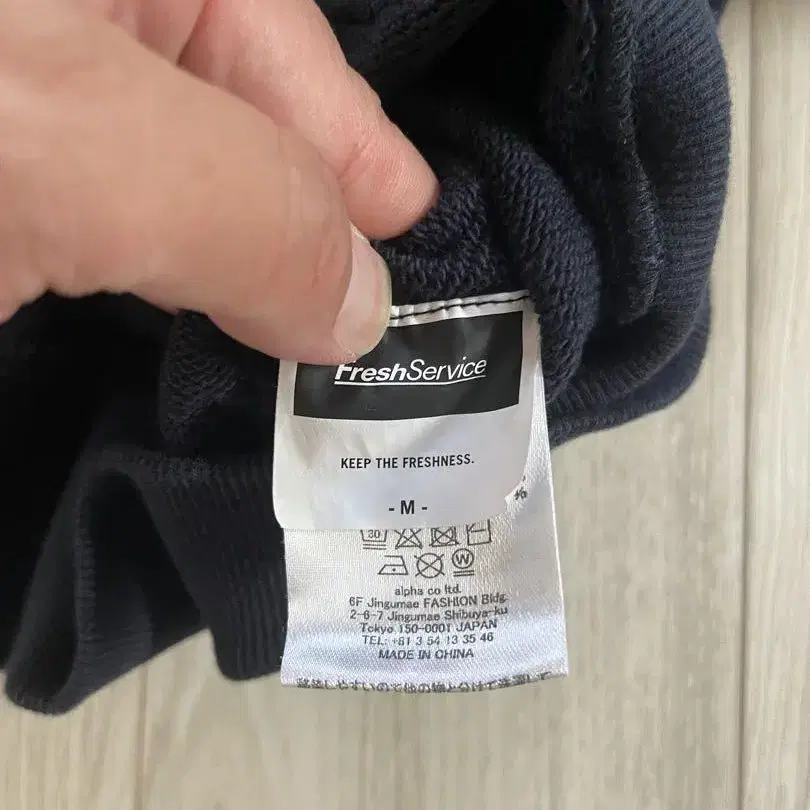 FreshService
KEEP THE FRESHNESS.
- M -
%
30
W
alpha co ltd.
6F Jingumae FASHION Bldg.
2-6-7 Jingumae Shibuya-ku
Tokyo 150-0001 JAPAN
TEL: +81 3 54 13 35 46
MADE IN CHINA